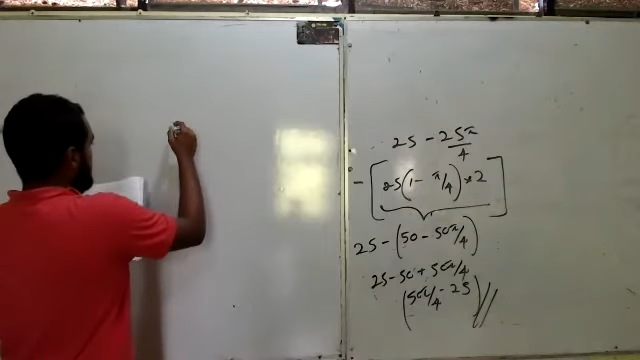 25 - 25π/4
- [25(1 - π/4) × 2]
25 - (50 - 50π/4)
25 - 50 + 50π/4
(50π/4 - 25)//